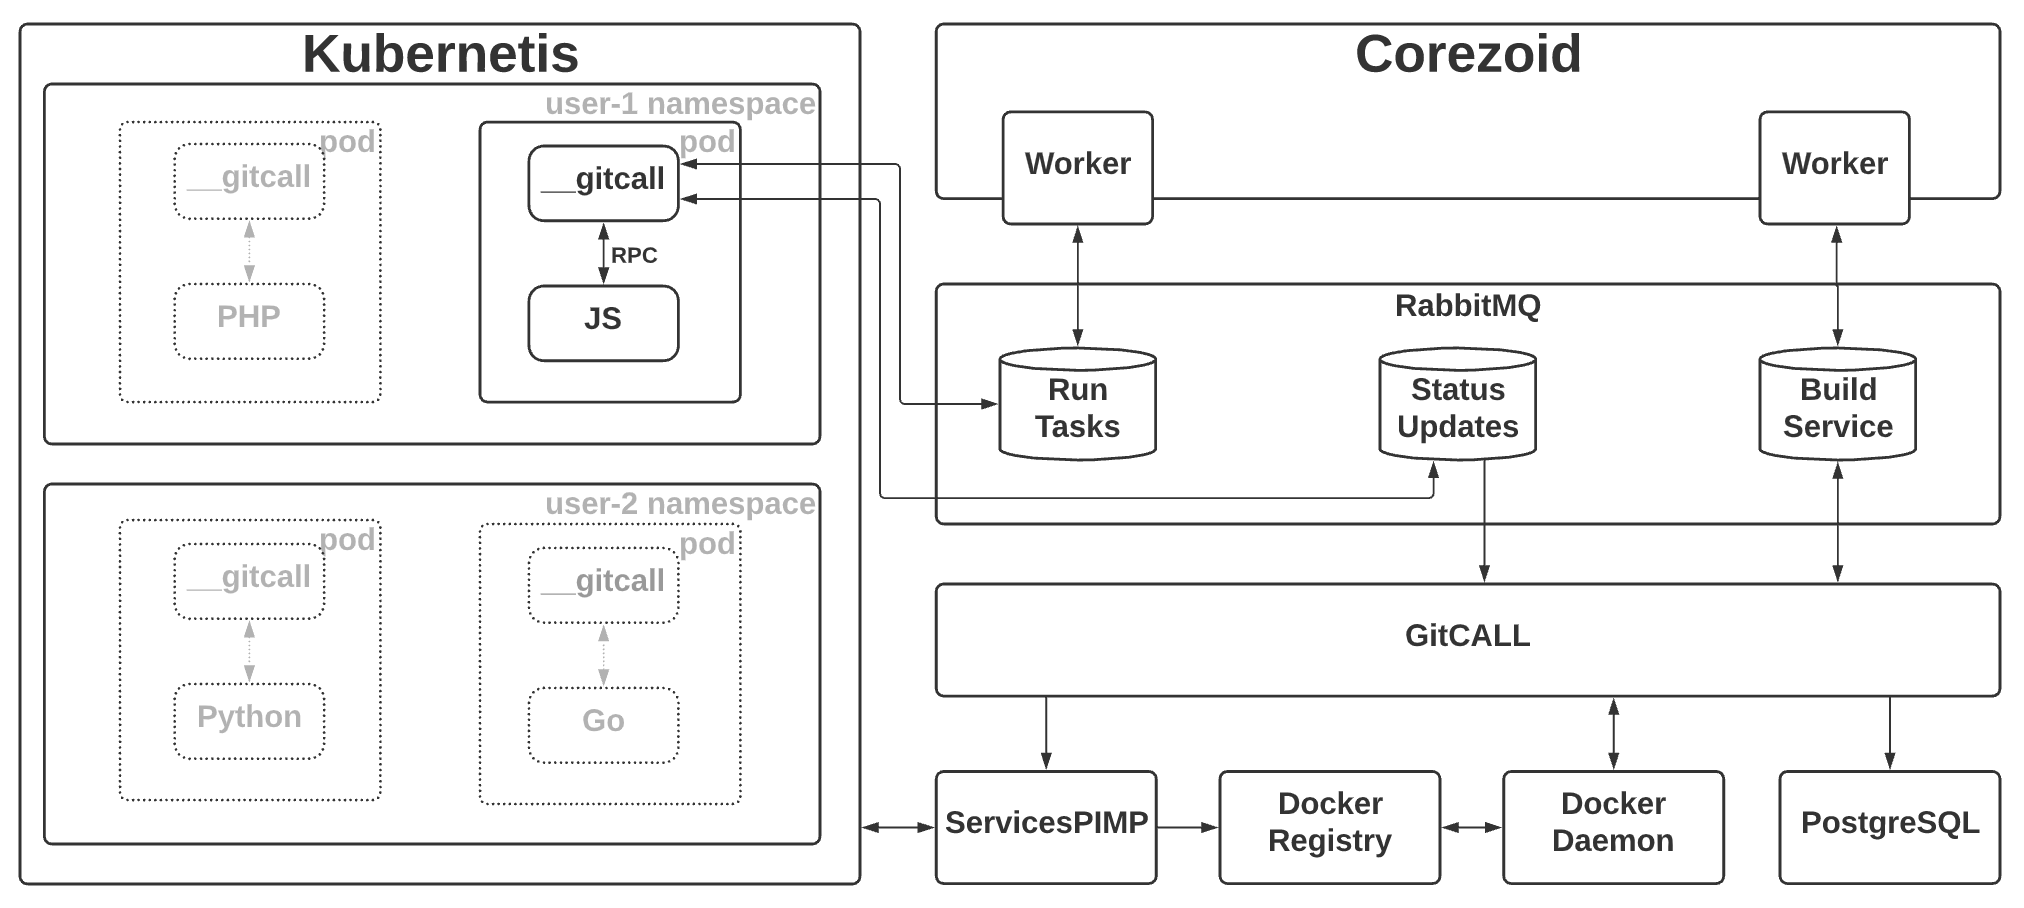 Kubernetis
user-1 namespace
pod
__gitcall
PHP
pod
__gitcall
RPC
JS
user-2 namespace
pod
__gitcall
Python
pod
__gitcall
Go
Corezoid
Worker
Worker
RabbitMQ
Run
Tasks
Status
Updates
Build
Service
GitCALL
ServicesPIMP
Docker
Registry
Docker
Daemon
PostgreSQL